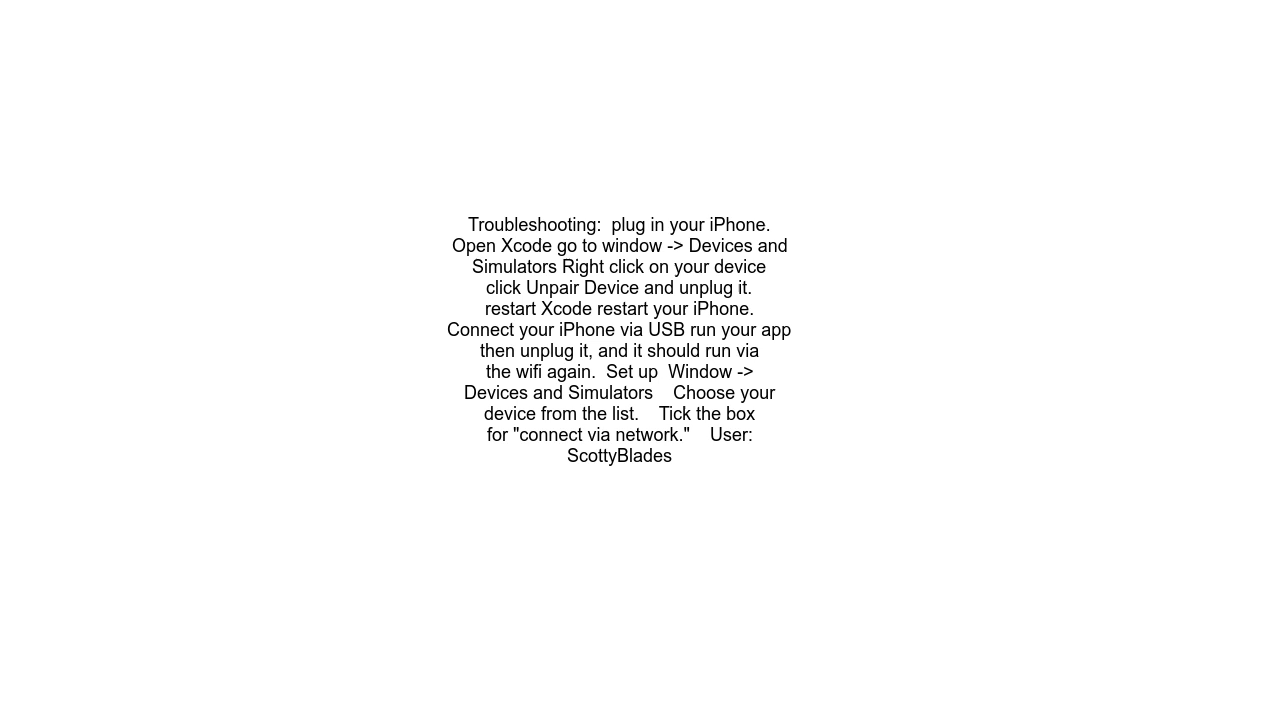 Troubleshooting:  plug in your iPhone.
Open Xcode go to window -> Devices and
Simulators Right click on your device
click Unpair Device and unplug it.
restart Xcode restart your iPhone.
Connect your iPhone via USB run your app
then unplug it, and it should run via
the wifi again.  Set up  Window ->
Devices and Simulators    Choose your
device from the list.    Tick the box
for "connect via network."    User:
ScottyBlades